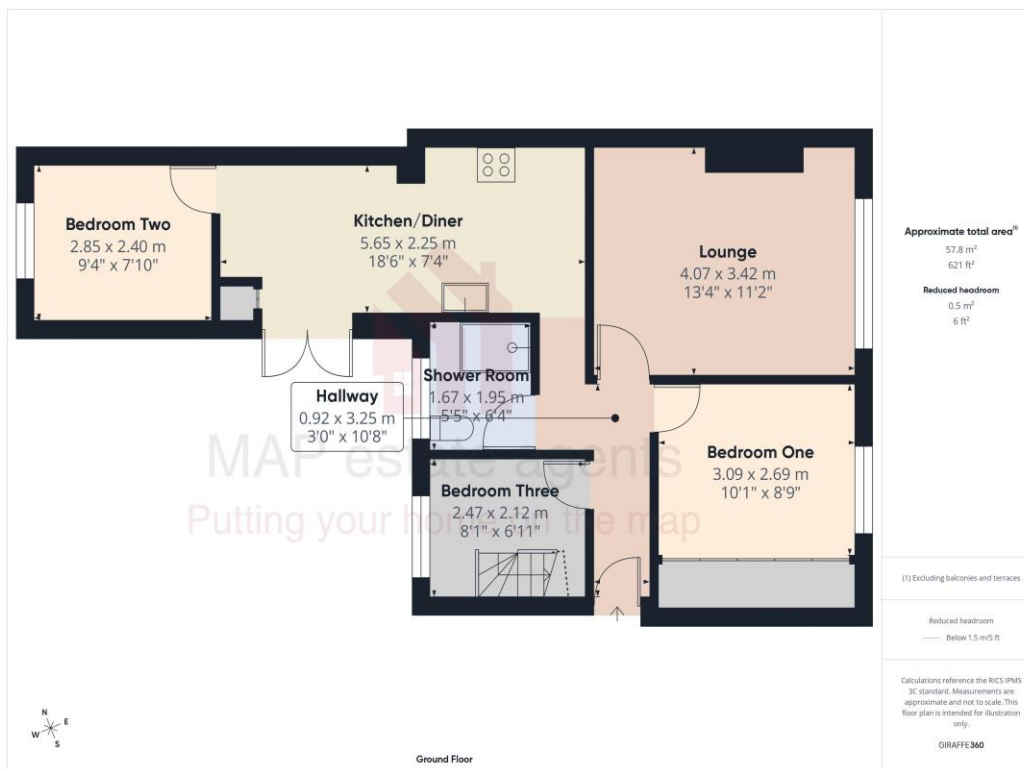 Bedroom Two
2.85 x 2.40 m
9'4" x 7'10"
Kitchen/Diner
5.65 x 2.25 m
18'6" x 7'4"
Lounge
4.07 x 3.42 m
13'4" x 11'2"
Hallway
0.92 x 3.25 m
3'0" x 10'8"
Shower Room
1.67 x 1.95 m
5'5" x 6'4"
Bedroom One
3.09 x 2.69 m
10'1" x 8'9"
Bedroom Three
2.47 x 2.12 m
8'1" x 6'11"
MAP estate agents
Putting your home on the map
N
E
W
S
Ground Floor
Approximate total area(1)
57.8 m²
621 ft²
Reduced headroom
0.5 m²
6 ft²
(1) Excluding balconies and terraces
Reduced headroom
Below 1.5 m/5 ft
Calculations reference the RICS IPMS
3C standard. Measurements are
approximate and not to scale. This
floor plan is intended for illustration
only.
GIRAFFE360